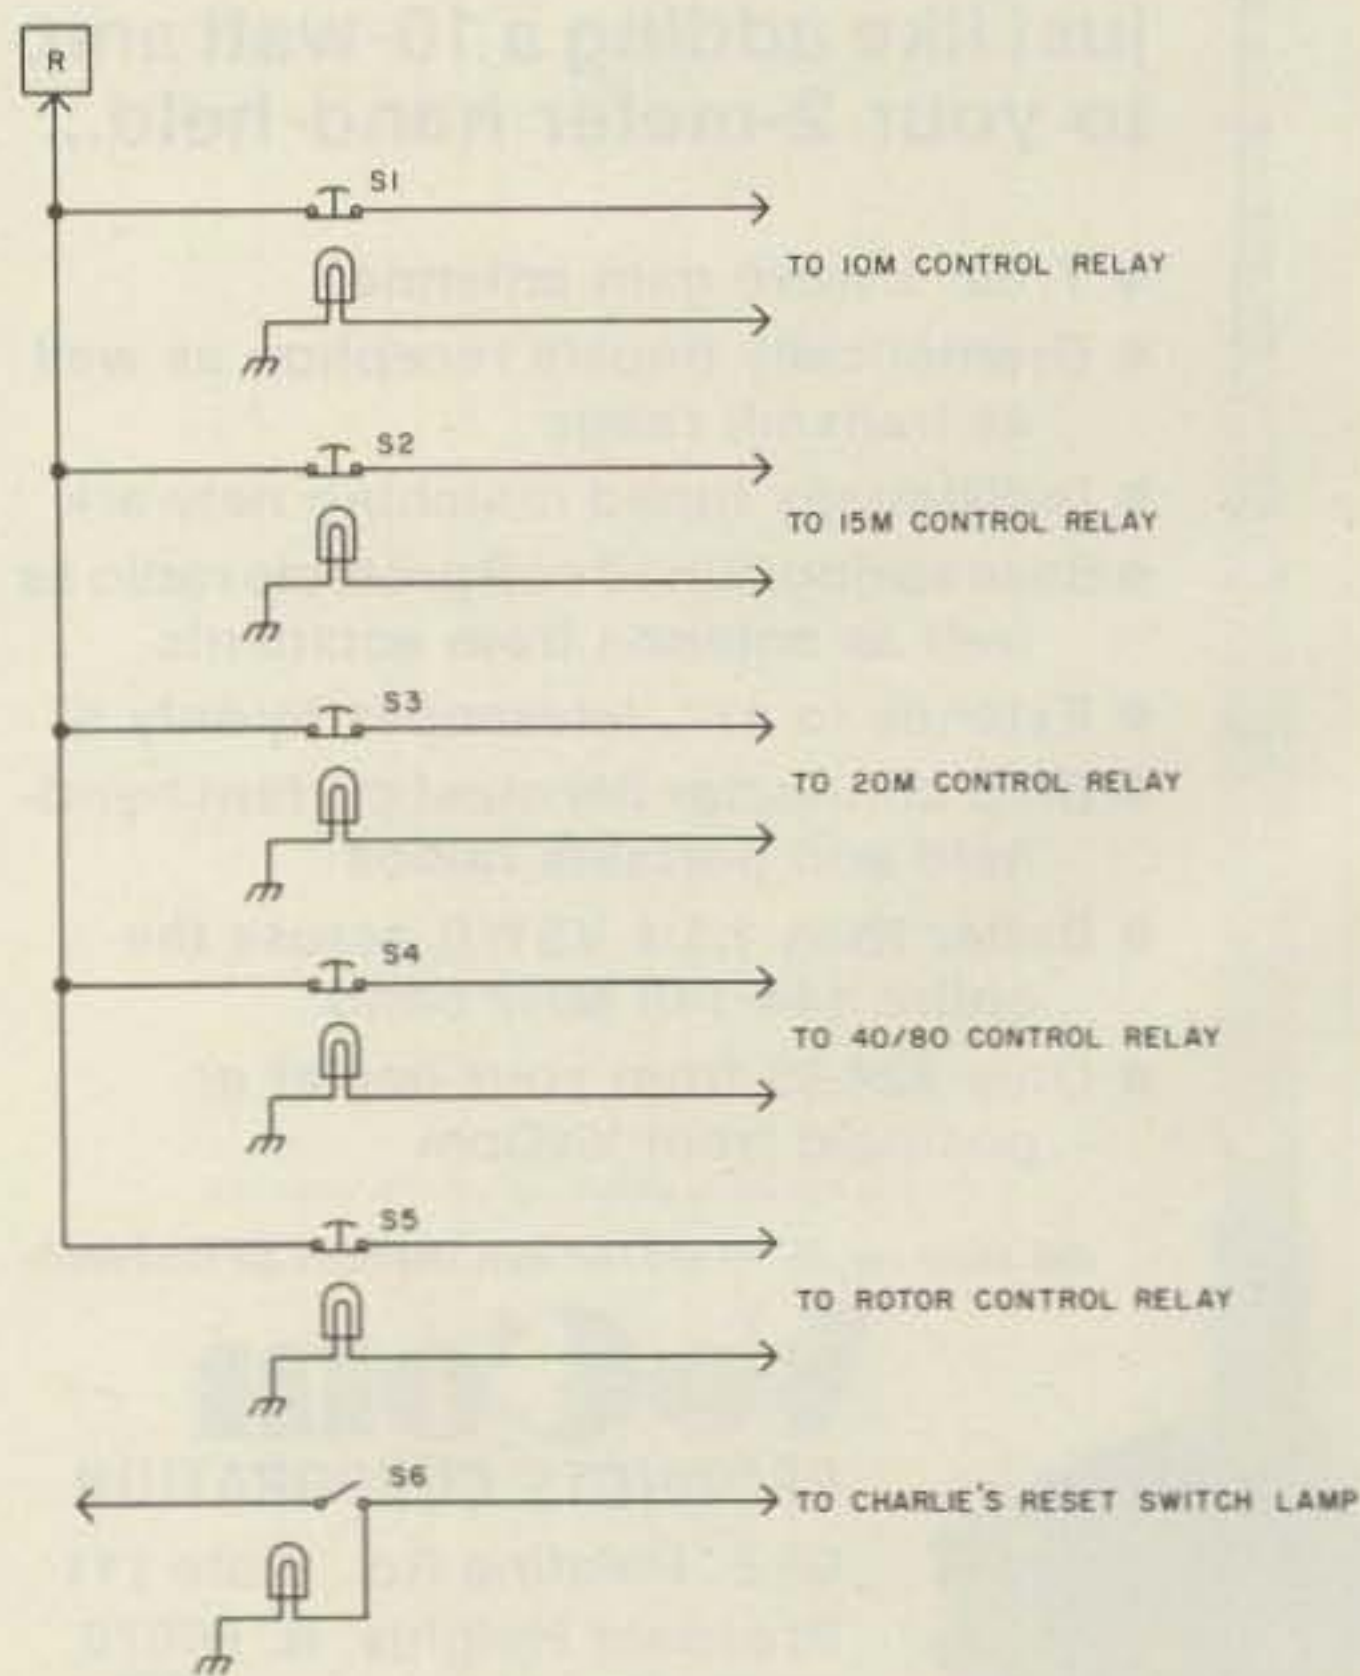 R
S1
TO 10M CONTROL RELAY
S2
TO 15M CONTROL RELAY
S3
TO 20M CONTROL RELAY
S4
TO 40/80 CONTROL RELAY
S5
TO ROTOR CONTROL RELAY
S6
TO CHARLIE'S RESET SWITCH LAMP